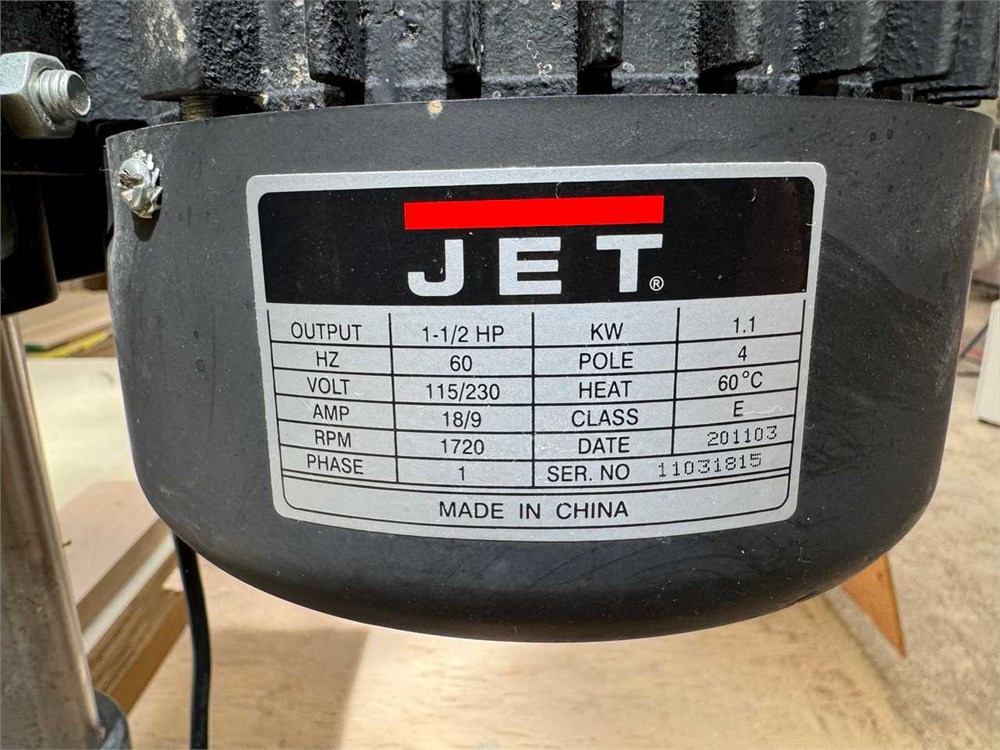 JET®
OUTPUT 1-1/2 HP KW 1.1
HZ 60 POLE 4
VOLT 115/230 HEAT 60°C
AMP 18/9 CLASS E
RPM 1720 DATE 201103
PHASE 1 SER. NO 11031815
MADE IN CHINA